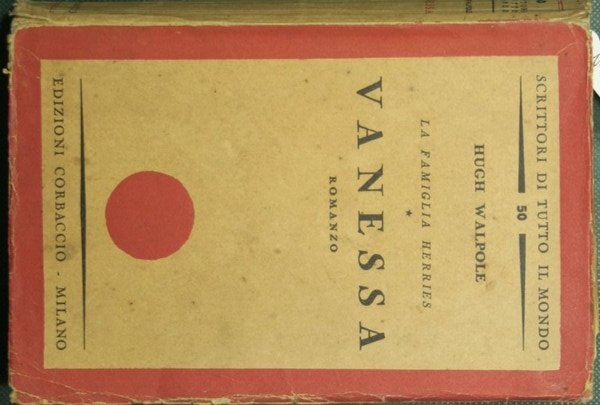 SCRITTORI DI TUTTO IL MONDO
50
HUGH WALPOLE
LA FAMIGLIA HERRIES
*
VANESSA
ROMANZO
EDIZIONI CORBACCIO - MILANO